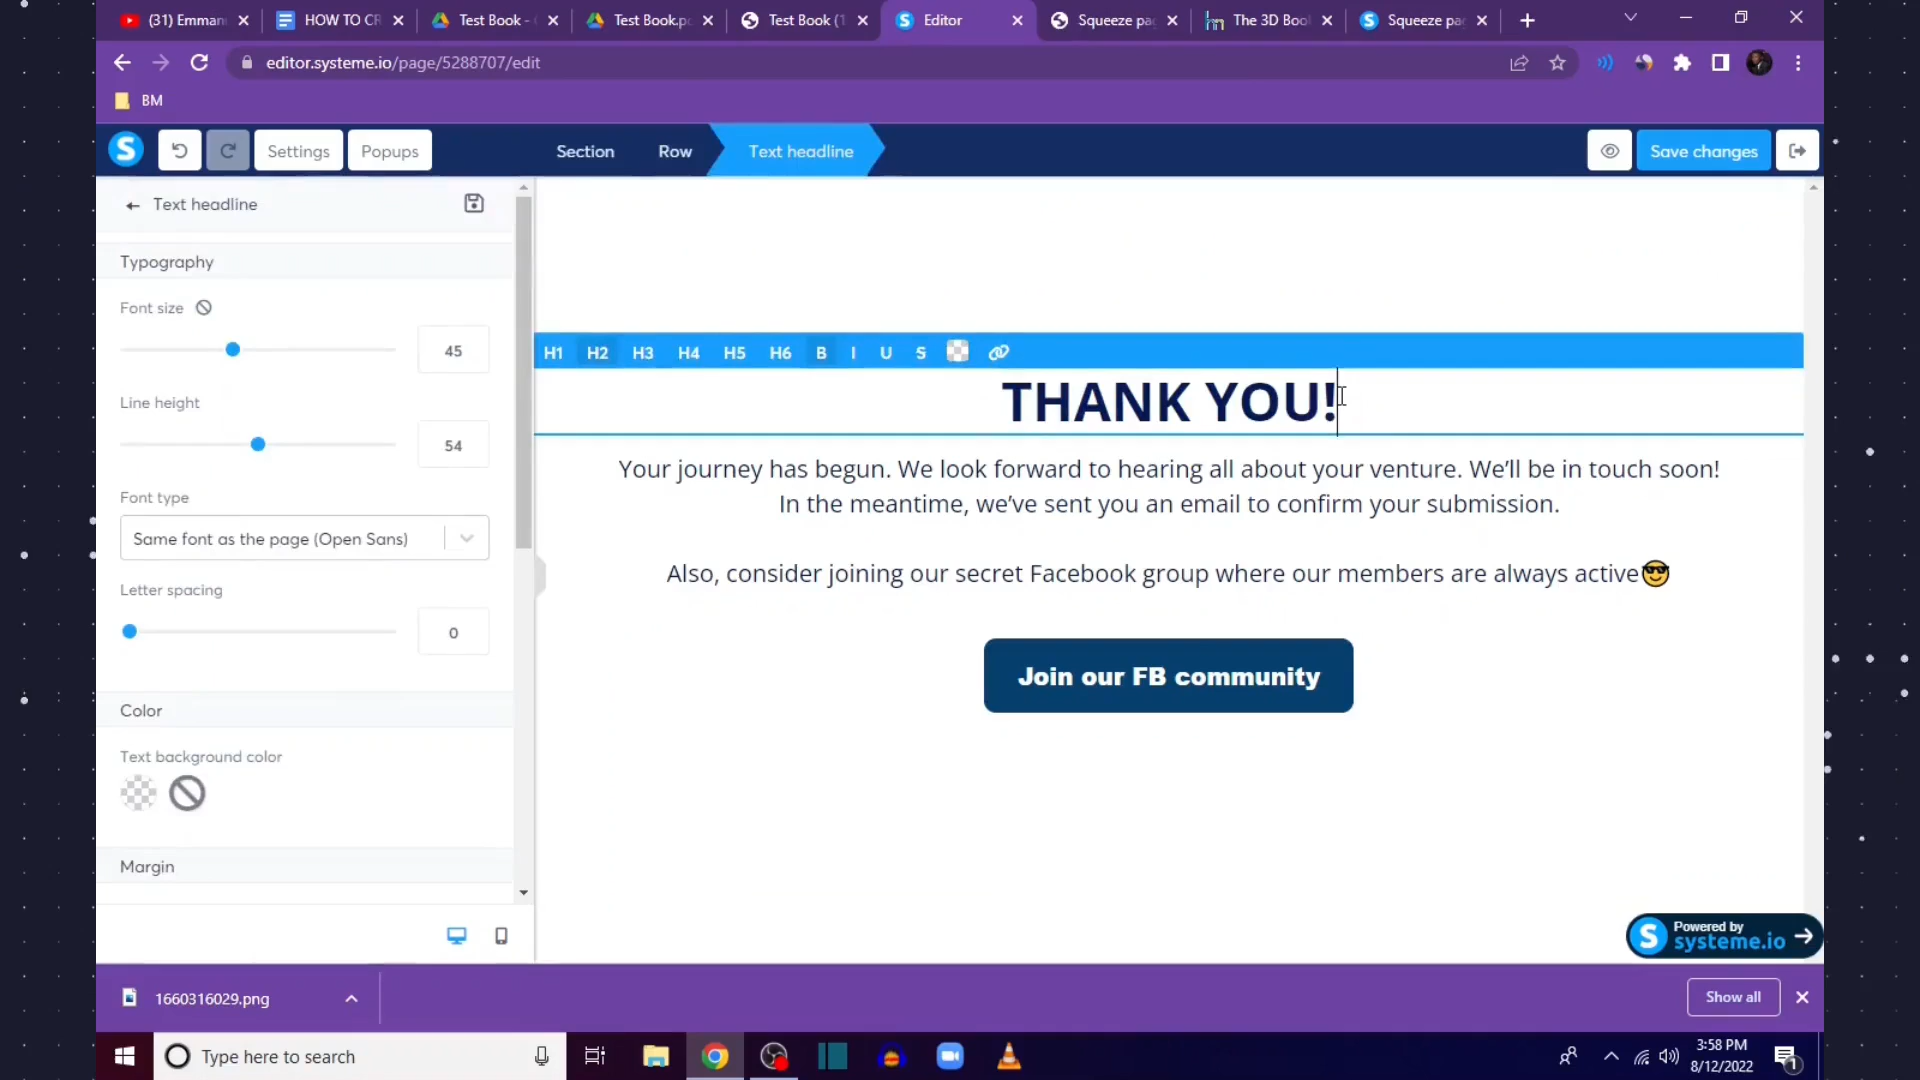 (31) Emman
HOW TO CR
Test Book -
Test Book.pd
Test Book (1
Editor
Squeeze pa
The 3D Boo
Squeeze pa
editor.systeme.io/page/5288707/edit
BM
Settings
Popups
Section
Row
Text headline
Save changes
Text headline
Typography
Font size
45
Line height
54
Font type
Same font as the page (Open Sans)
Letter spacing
0
Color
Text background color
Margin
H1 H2 H3 H4 H5 H6 B I U S
THANK YOU!
Your journey has begun. We look forward to hearing all about your venture. We’ll be in touch soon!
In the meantime, we’ve sent you an email to confirm your submission.
Also, consider joining our secret Facebook group where our members are always active😎
Join our FB community
Powered by
systeme.io
1660316029.png
Show all
Type here to search
3:58 PM
8/12/2022
1